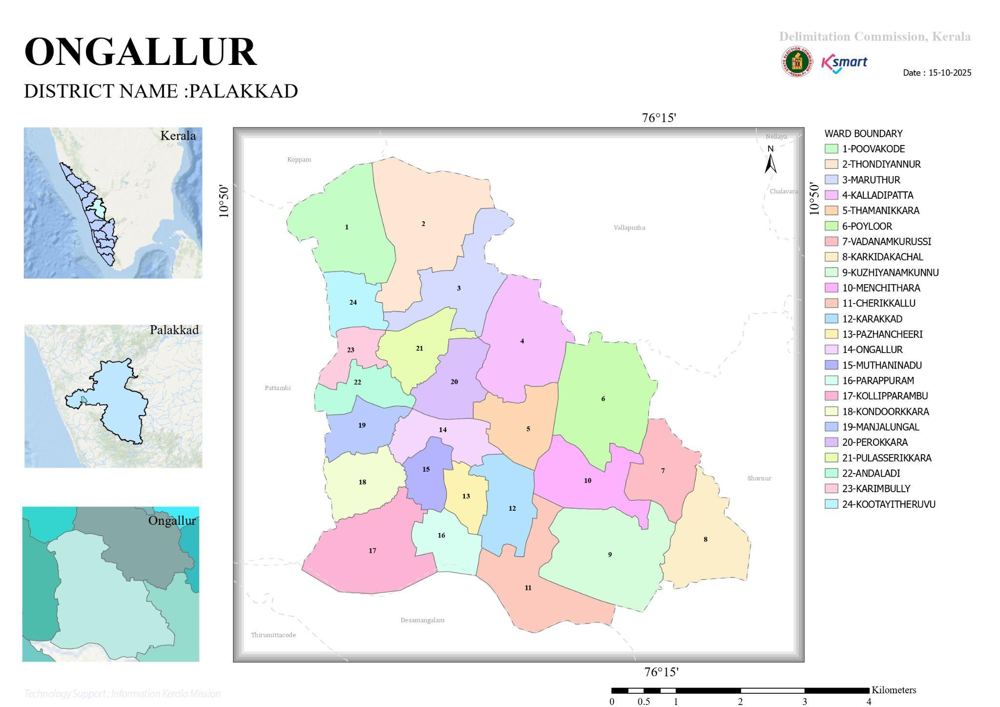 ONGALLUR
DISTRICT NAME :PALAKKAD
Delimitation Commission, Kerala
STATE ELECTION COMMISSION
KERALA
Ksmart
Date : 15-10-2025
Kerala
Palakkad
Ongallur
76°15'
10°50'
10°50'
76°15'
N
Nellaya
Koppam
Chalavara
Vallapuzha
Pattambi
Shornur
Desamangalam
Thirumittacode
1
2
3
24
4
23
21
22
20
6
19
14
5
15
7
18
10
13
12
16
8
17
9
11
WARD BOUNDARY
1-POOVAKODE
2-THONDIYANNUR
3-MARUTHUR
4-KALLADIPATTA
5-THAMANIKKARA
6-POYLOOR
7-VADANAMKURUSSI
8-KARKIDAKACHAL
9-KUZHIYANAMKUNNU
10-MENCHITHARA
11-CHERIKKALLU
12-KARAKKAD
13-PAZHANCHEERI
14-ONGALLUR
15-MUTHANINADU
16-PARAPPURAM
17-KOLLIPPARAMBU
18-KONDOORKKARA
19-MANJALUNGAL
20-PEROKKARA
21-PULASSERIKKARA
22-ANDALADI
23-KARIMBULLY
24-KOOTAYITHERUVU
Technology Support : Information Kerala Mission
Kilometers
0 0.5 1 2 3 4